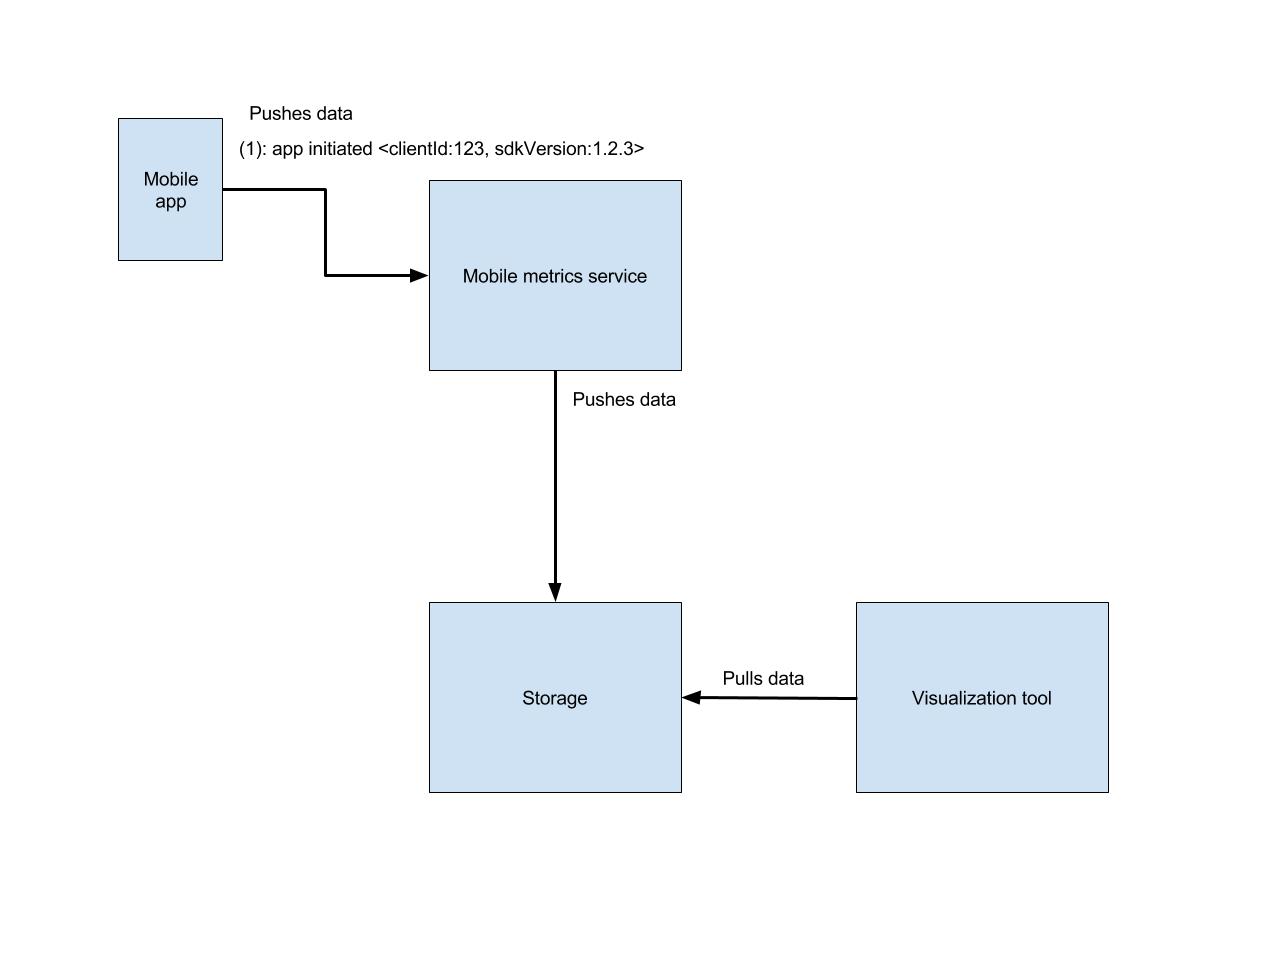 Pushes data
(1): app initiated <clientId:123, sdkVersion:1.2.3>
Mobile
app
Mobile metrics service
Pushes data
Storage
Pulls data
Visualization tool